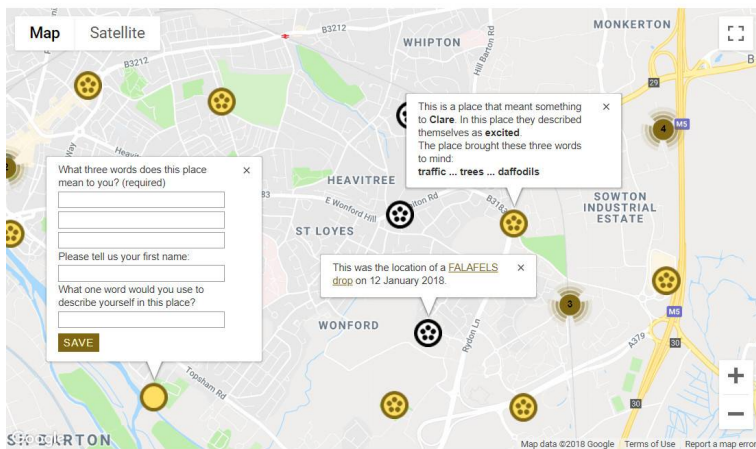 Map
Satellite
B3212
B3212
WHIPTON
Hill Barton Rd
MONKERTON
29
M5
4
This is a place that meant something
to Clare. In this place they described
themselves as excited.
The place brought these three words
to mind:
traffic ... trees ... daffodils
What three words does this place
mean to you? (required)
Please tell us your first name:
What one word would you use to
describe yourself in this place?
SAVE
HEAVITREE
E Wonford Hill
ST LOYES
SOWTON
INDUSTRIAL
ESTATE
This was the location of a FALAFELS
drop on 12 January 2018.
WONFORD
Rydon Ln
3
M5
30
A379
30
Topsham Rd
Google
BARTON
Map data ©2018 Google
Terms of Use
Report a map error